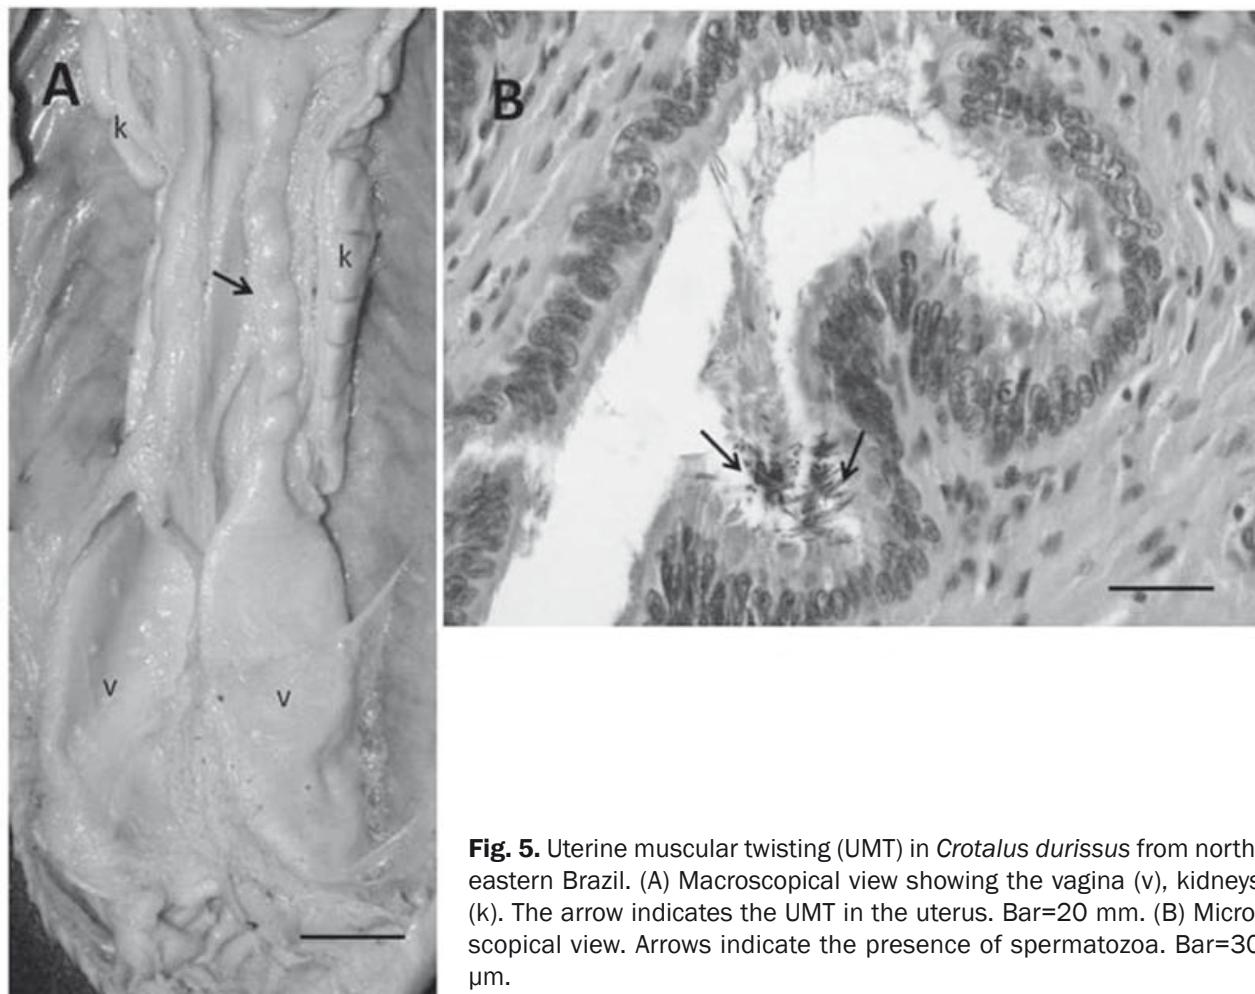 A
B
k
k
v
v
Fig. 5. Uterine muscular twisting (UMT) in Crotalus durissus from north-
eastern Brazil. (A) Macroscopical view showing the vagina (v), kidneys
(k). The arrow indicates the UMT in the uterus. Bar=20 mm. (B) Micro-
scopical view. Arrows indicate the presence of spermatozoa. Bar=30
µm.